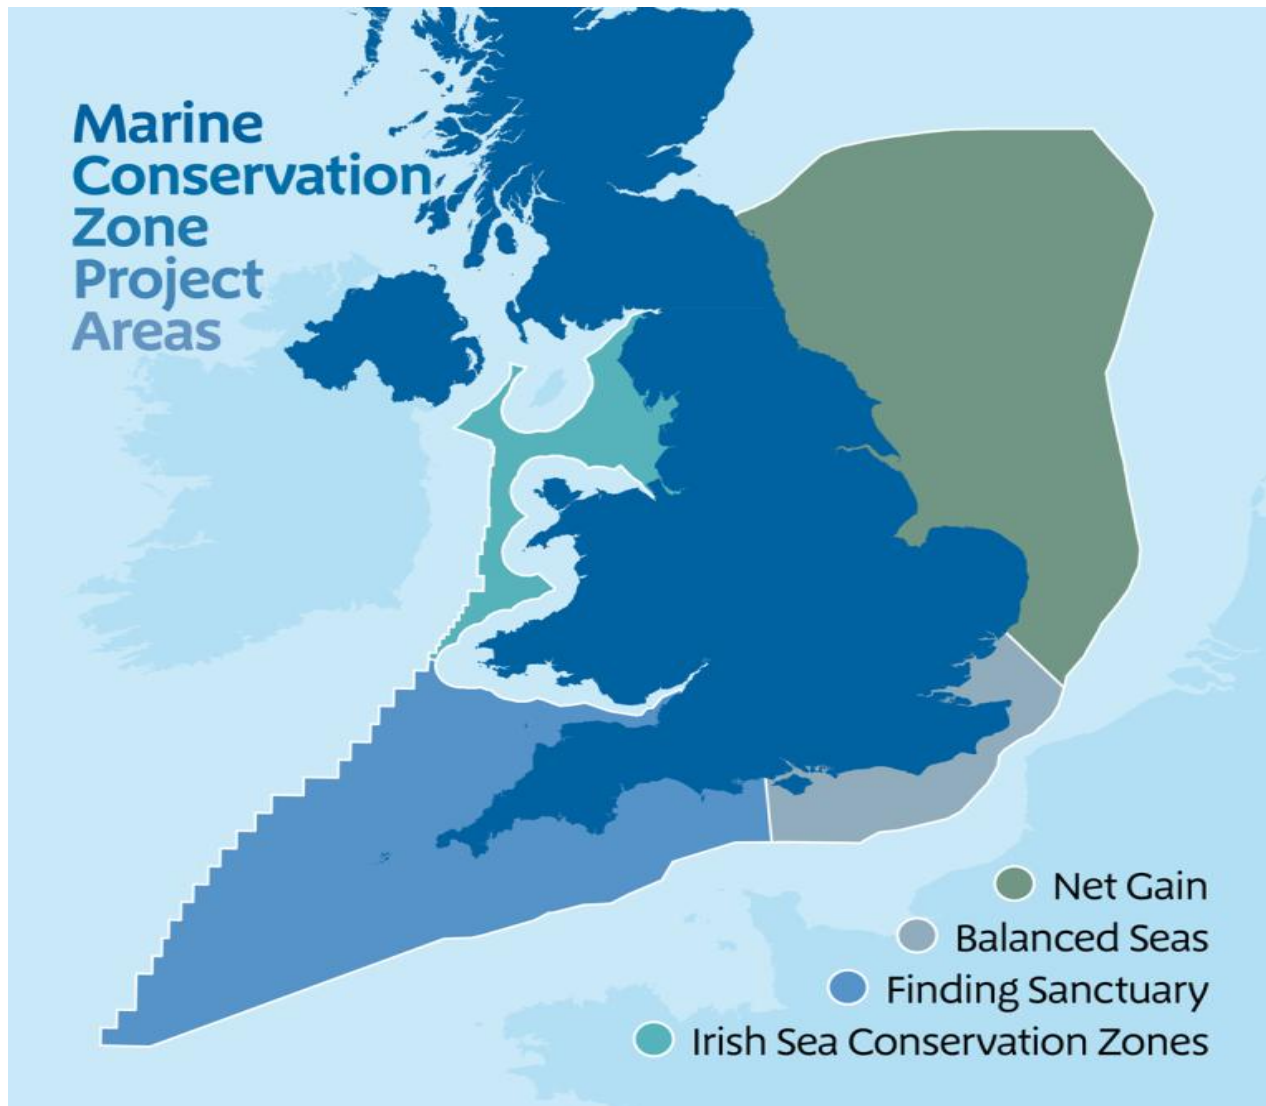 Marine
Conservation
Zone
Project
Areas
Net Gain
Balanced Seas
Finding Sanctuary
Irish Sea Conservation Zones